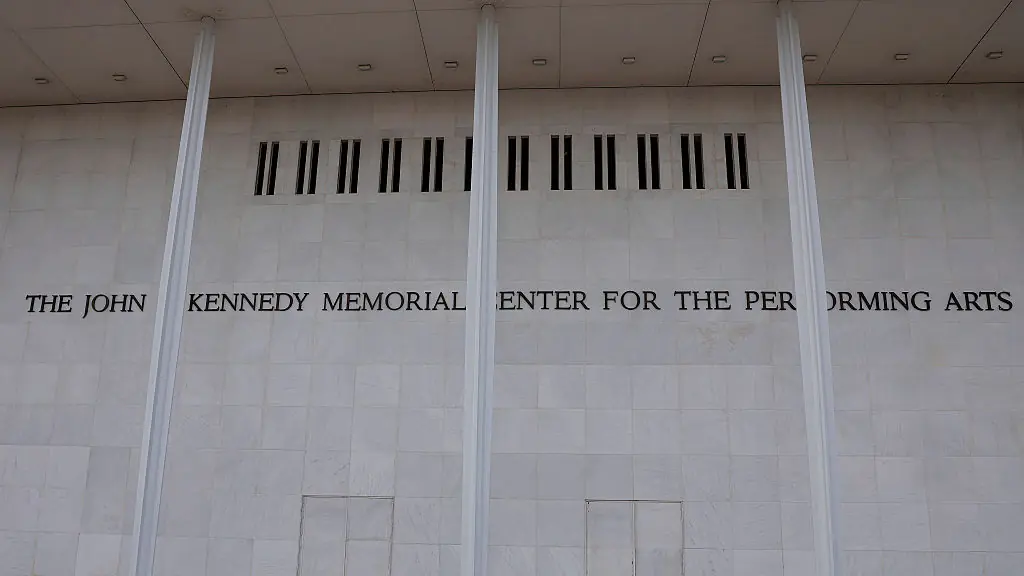 THE JOHN KENNEDY MEMORIAL ENTER FOR THE PER ORMING ARTS